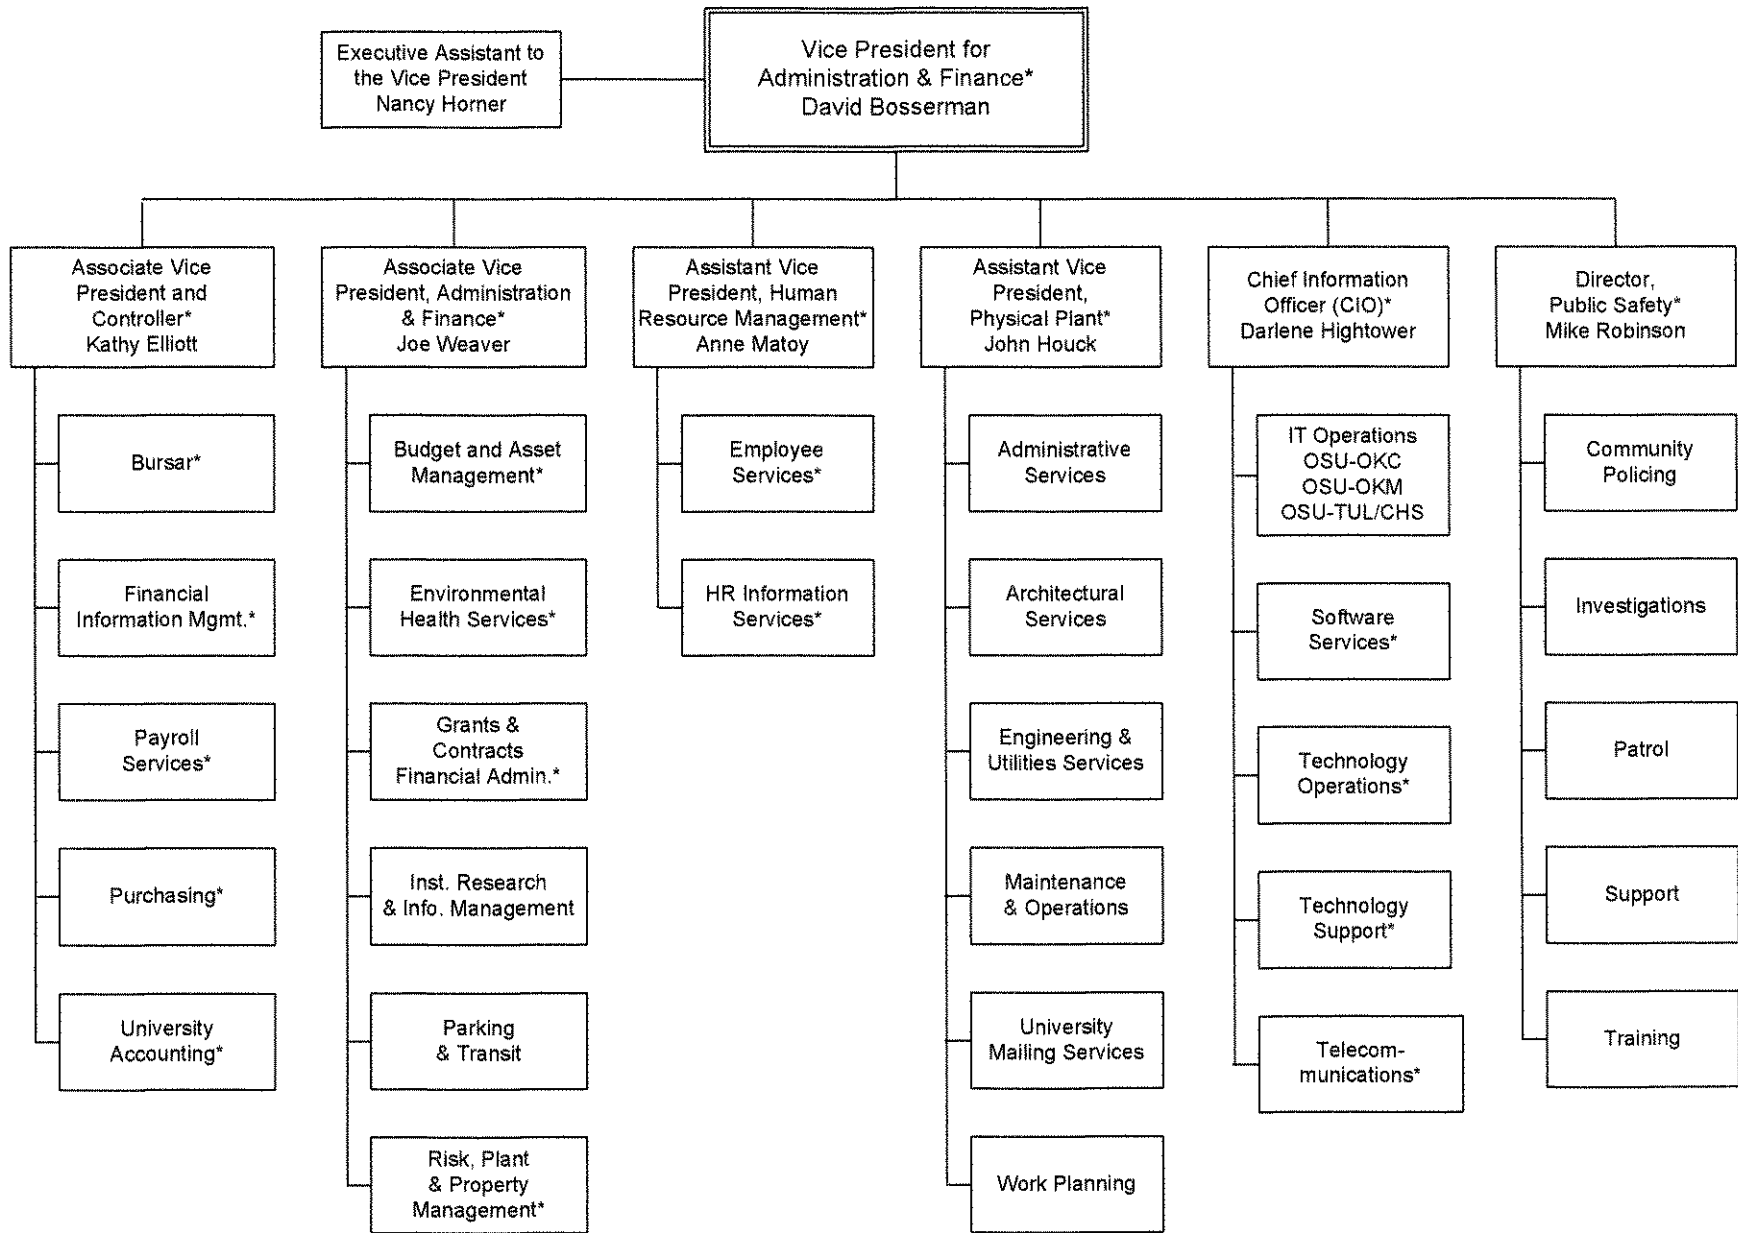 Executive Assistant to
the Vice President
Nancy Horner
Vice President for
Administration & Finance*
David Bosserman
Associate Vice
President and
Controller*
Kathy Elliott
Associate Vice
President, Administration
& Finance*
Joe Weaver
Assistant Vice
President, Human
Resource Management*
Anne Matoy
Assistant Vice
President,
Physical Plant*
John Houck
Chief Information
Officer (CIO)*
Darlene Hightower
Director,
Public Safety*
Mike Robinson
Bursar*
Financial
Information Mgmt.*
Payroll
Services*
Purchasing*
University
Accounting*
Budget and Asset
Management*
Environmental
Health Services*
Grants &
Contracts
Financial Admin.*
Inst. Research
& Info. Management
Parking
& Transit
Risk, Plant
& Property
Management*
Employee
Services*
HR Information
Services*
Administrative
Services
Architectural
Services
Engineering &
Utilities Services
Maintenance
& Operations
University
Mailing Services
Work Planning
IT Operations
OSU-OKC
OSU-OKM
OSU-TUL/CHS
Software
Services*
Technology
Operations*
Technology
Support*
Telecom-
munications*
Community
Policing
Investigations
Patrol
Support
Training